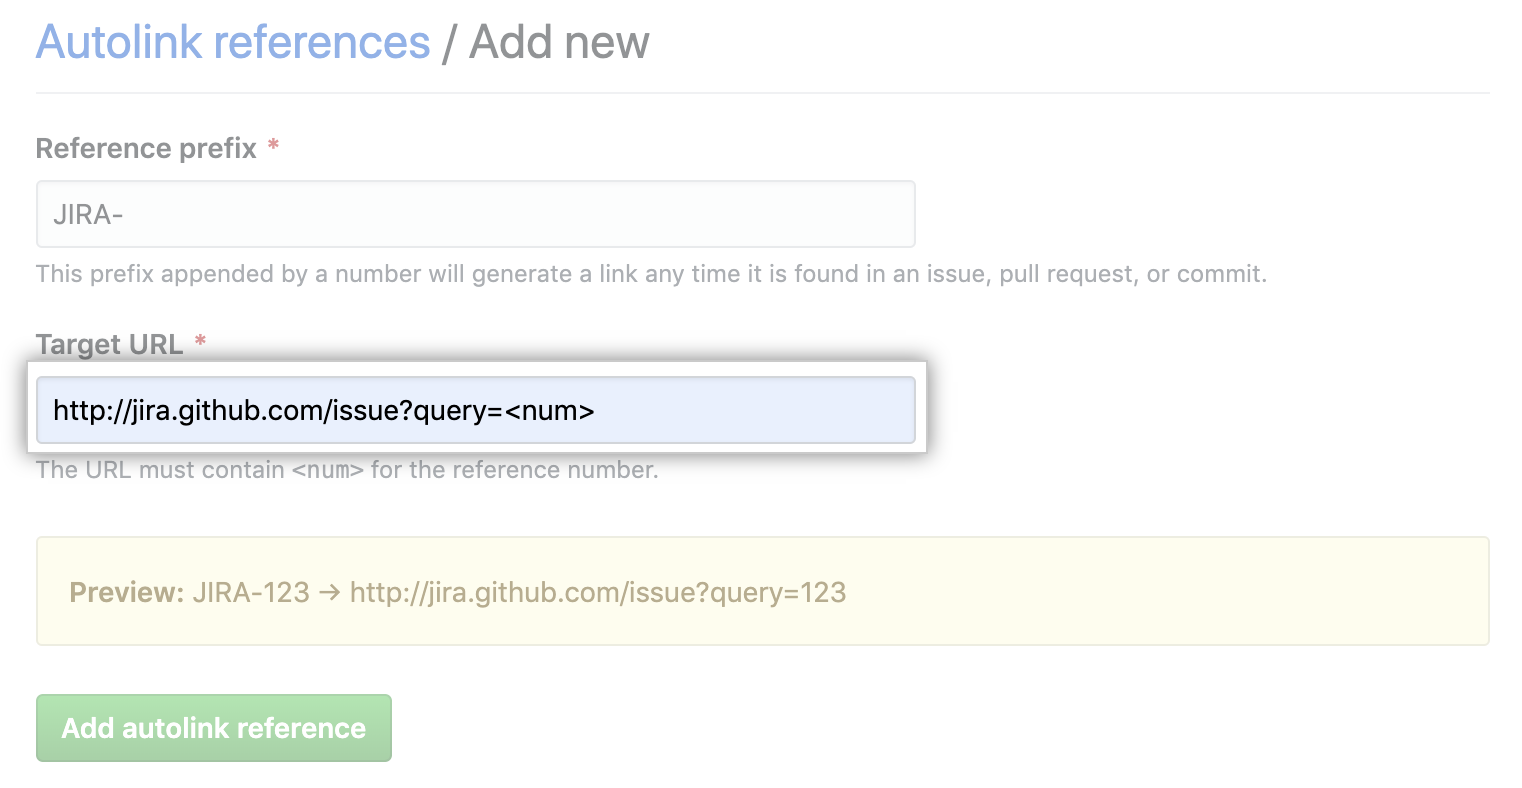 Autolink references / Add new
Reference prefix *
JIRA-
This prefix appended by a number will generate a link any time it is found in an issue, pull request, or commit.
Target URL *
http://jira.github.com/issue?query=<num>
The URL must contain <num> for the reference number.
Preview: JIRA-123 → http://jira.github.com/issue?query=123
Add autolink reference